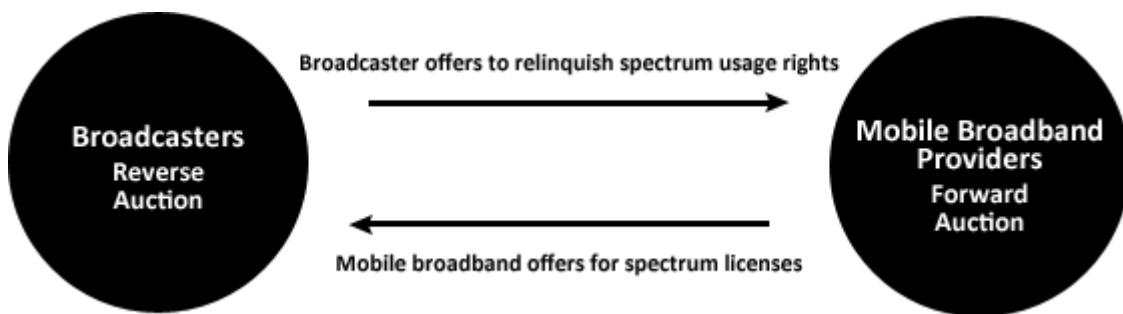 Broadcasters
Reverse
Auction
Broadcaster offers to relinquish spectrum usage rights
Mobile broadband offers for spectrum licenses
Mobile Broadband
Providers
Forward
Auction